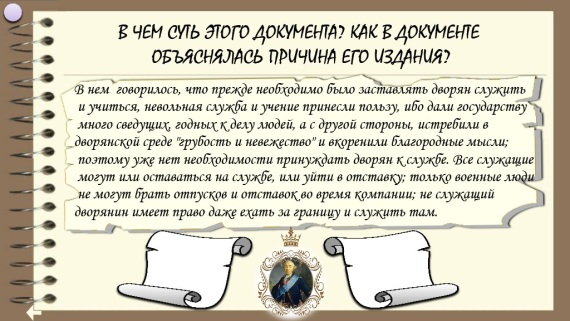 В ЧЕМ СУТЬ ЭТОГО ДОКУМЕНТА? КАК В ДОКУМЕНТЕ
ОБЪЯСНЯЛАСЬ ПРИЧИНА ЕГО ИЗДАНИЯ?
В нем говорилось, что прежде необходимо было заставлять дворян служить
и учиться, невольная служба и учение принесли пользу, ибо дали государству
много сведущих, годных к делу людей, а с другой стороны, истребили в
дворянской среде "грубость и невежество" и вкоренили благородные мысли;
поэтому уже нет необходимости принуждать дворян к службе. Все служащие
могут или оставаться на службе, или уйти в отставку; только военные люди
не могут брать отпусков и отставок во время компании; не служащий
дворянин имеет право даже ехать за границу и служить там.